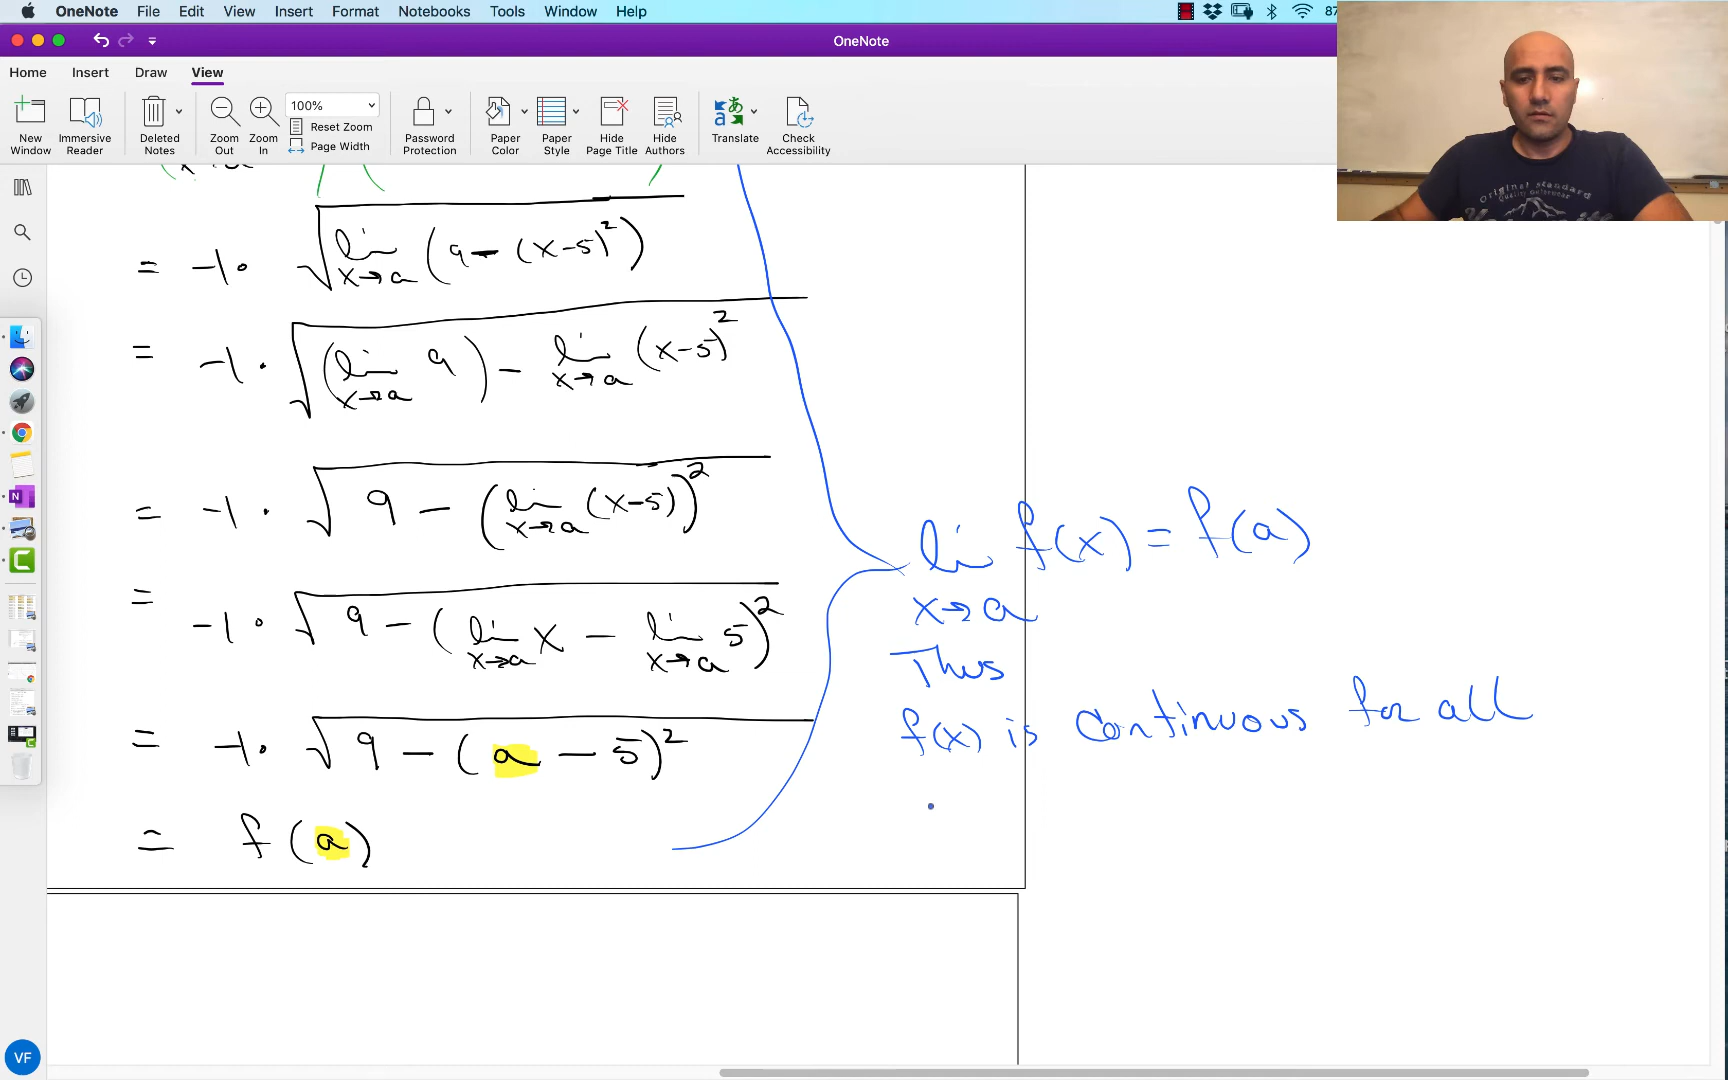 OneNote File Edit View Insert Format Notebooks Tools Window Help 87
OneNote
Home Insert Draw View
100%
Reset Zoom
Page Width
New Window
Immersive Reader
Deleted Notes
Zoom Out
Zoom In
Password Protection
Paper Color
Paper Style
Hide Page Title
Hide Authors
Translate
Check Accessibility
original standard
= -1 · √(lim x→a (9 - (x-5)²))
= -1 · √((lim x→a 9) - lim x→a (x-5)²)
= -1 · √(9 - (lim x→a (x-5))²)
= -1 · √(9 - (lim x→a x - lim x→a 5)²)
= -1 · √(9 - (a - 5)²)
= f(a)
lim f(x) = f(a)
x→a
Thus
f(x) is continuous for all
VF